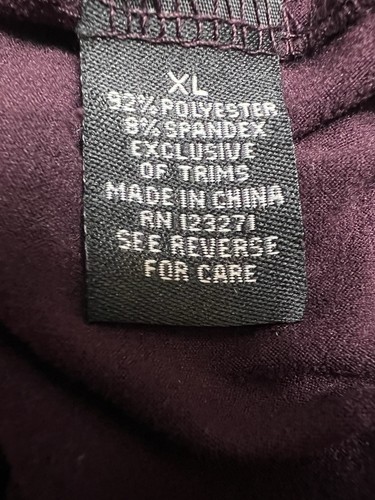 XL
92% POLYESTER
8% SPANDEX
EXCLUSIVE
OF TRIMS
MADE IN CHINA
RN 123271
SEE REVERSE
FOR CARE